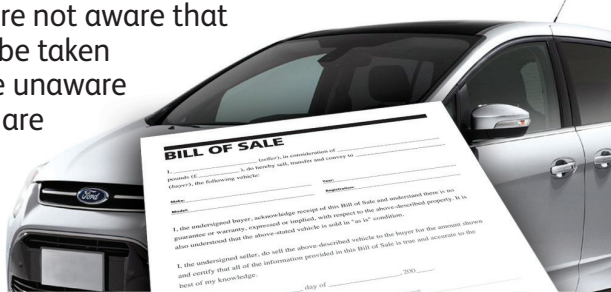 re not aware that
be taken
e unaware
are
BILL OF SALE
I, (seller), in consideration of
pounds (£ ), do hereby sell, transfer and convey to
(buyer), the following vehicle:
Make: Year:
Model: Registration:
I, the undersigned buyer, acknowledge receipt of this Bill of Sale and understand there is no
guarantee or warranty, expressed or implied, with respect to the above-described property. It is
also understood that the above-stated vehicle is sold in "as is" condition.
I, the undersigned seller, do sell the above-described vehicle to the buyer for the amount shown
and certify that all of the information provided in this Bill of Sale is true and accurate to the
best of my knowledge.
day of 200
Ford